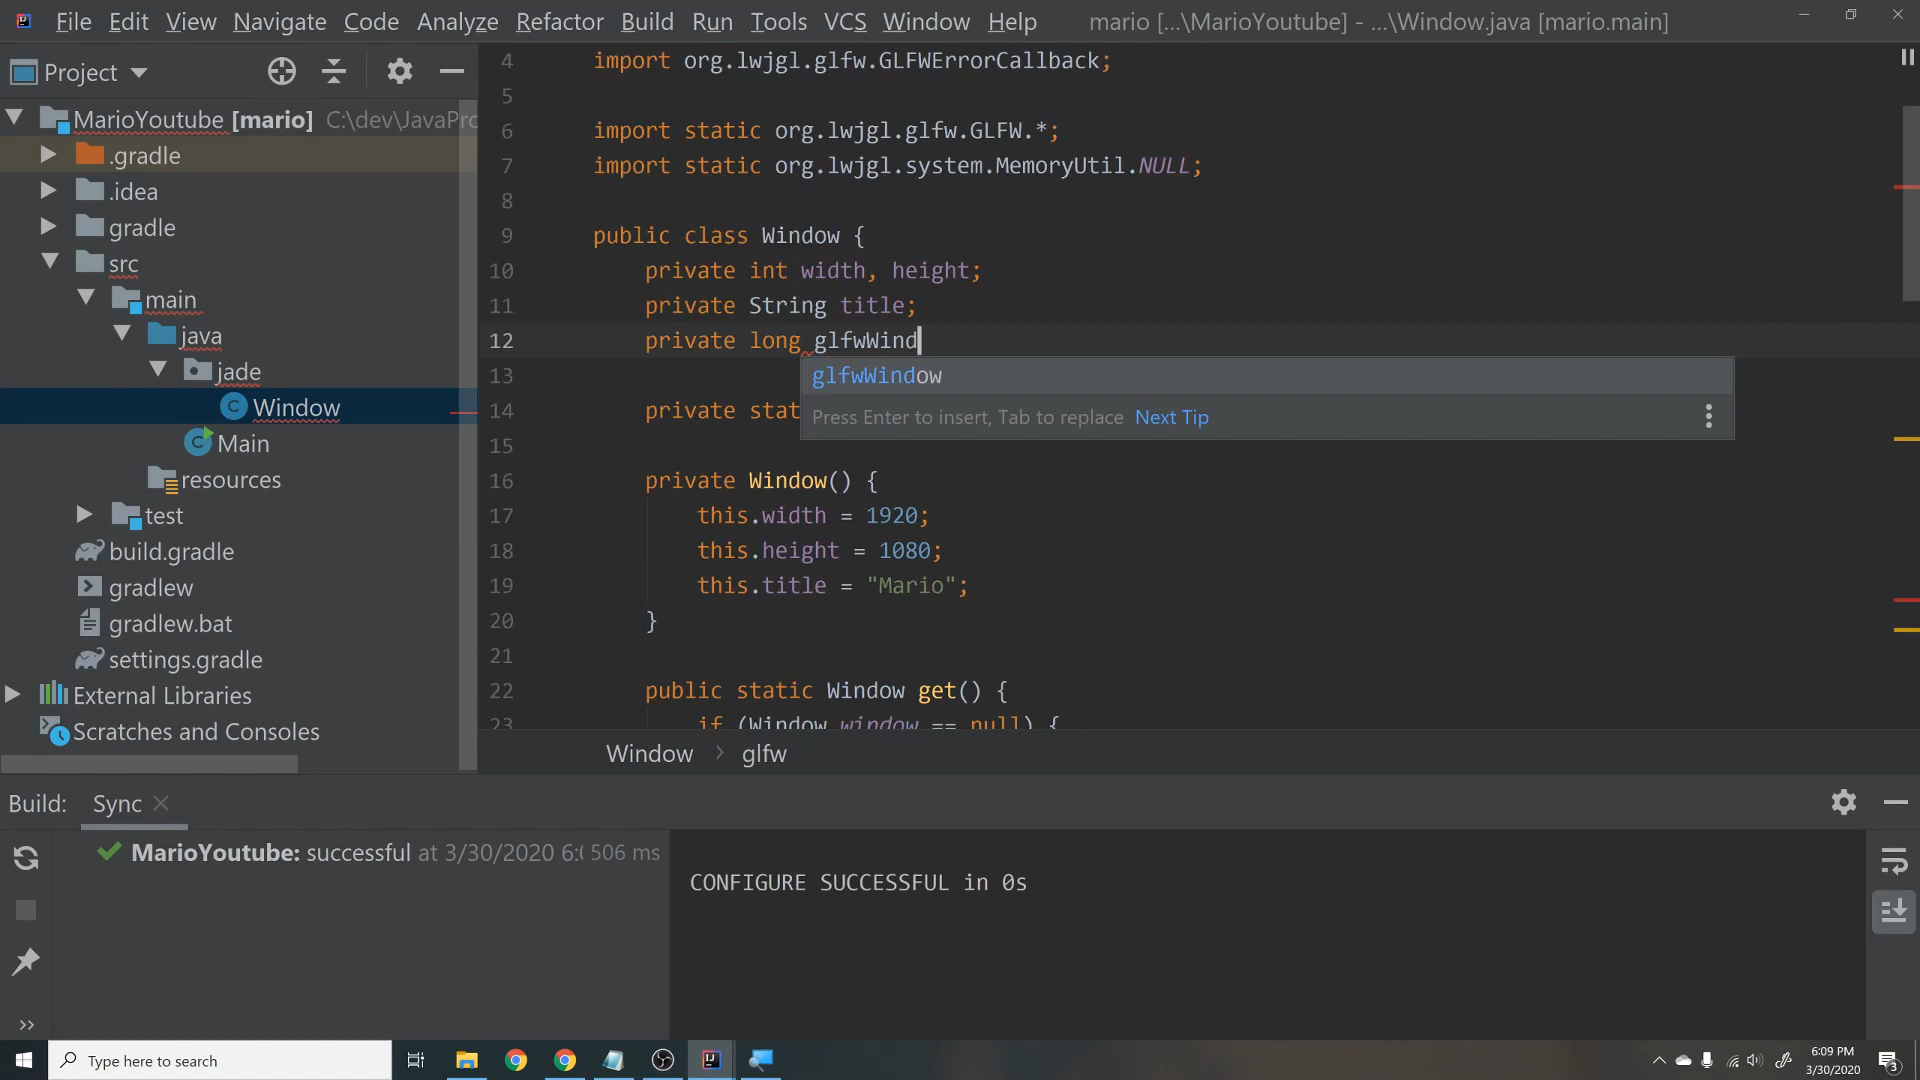 File Edit View Navigate Code Analyze Refactor Build Run Tools VCS Window Help mario [...\MarioYoutube] - ...\Window.java [mario.main]
Project
MarioYoutube [mario] C:\dev\JavaPro
.gradle
.idea
gradle
src
main
java
jade
Window
Main
resources
test
build.gradle
gradlew
gradlew.bat
settings.gradle
External Libraries
Scratches and Consoles
4 import org.lwjgl.glfw.GLFWErrorCallback;
5
6 import static org.lwjgl.glfw.GLFW.*;
7 import static org.lwjgl.system.MemoryUtil.NULL;
8
9 public class Window {
10 private int width, height;
11 private String title;
12 private long glfwWind
13
glfwWindow
Press Enter to insert, Tab to replace Next Tip
14 private stat
15
16 private Window() {
17 this.width = 1920;
18 this.height = 1080;
19 this.title = "Mario";
20 }
21
22 public static Window get() {
23 if (Window.window == null) {
Window > glfw
Build: Sync
MarioYoutube: successful at 3/30/2020 6:0 506 ms
CONFIGURE SUCCESSFUL in 0s
Type here to search
6:09 PM
3/30/2020
3